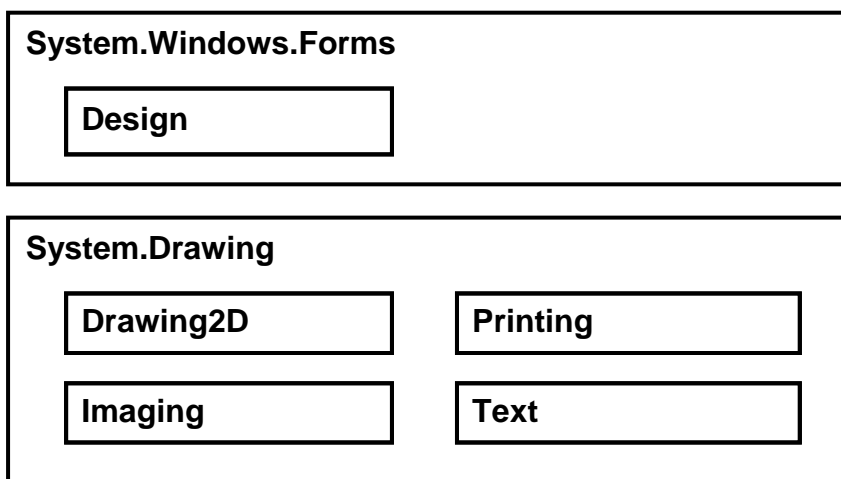 System.Windows.Forms
Design
System.Drawing
Drawing2D
Printing
Imaging
Text